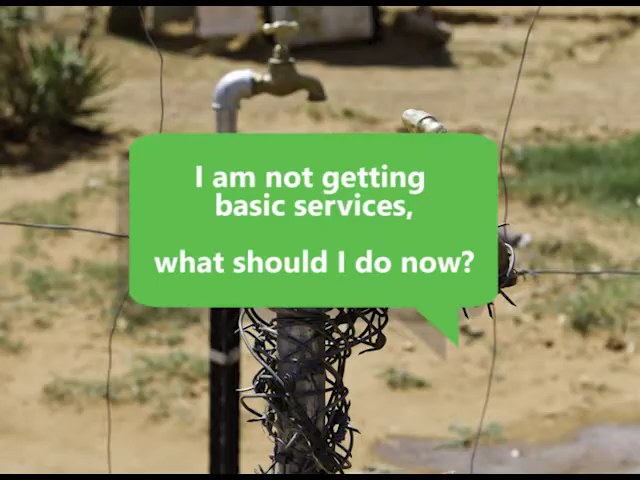 I am not getting
basic services,
what should I do now?